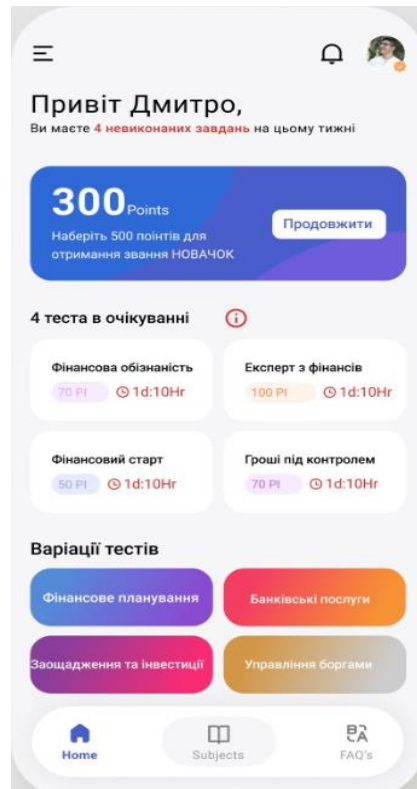 Привіт Дмитро,
Ви маєте 4 невиконаних завдань на цьому тижні
300 Points
Наберіть 500 поінтів для
отримання звання НОВАЧОК
Продовжити
4 теста в очікуванні
Фінансова обізнаність
70 PI 1d:10Hr
Експерт з фінансів
100 PI 1d:10Hr
Фінансовий старт
50 PI 1d:10Hr
Гроші під контролем
70 PI 1d:10Hr
Варіації тестів
Фінансове планування
Банківські послуги
Заощадження та інвестиції
Управління боргами
Home
Subjects
FAQ's